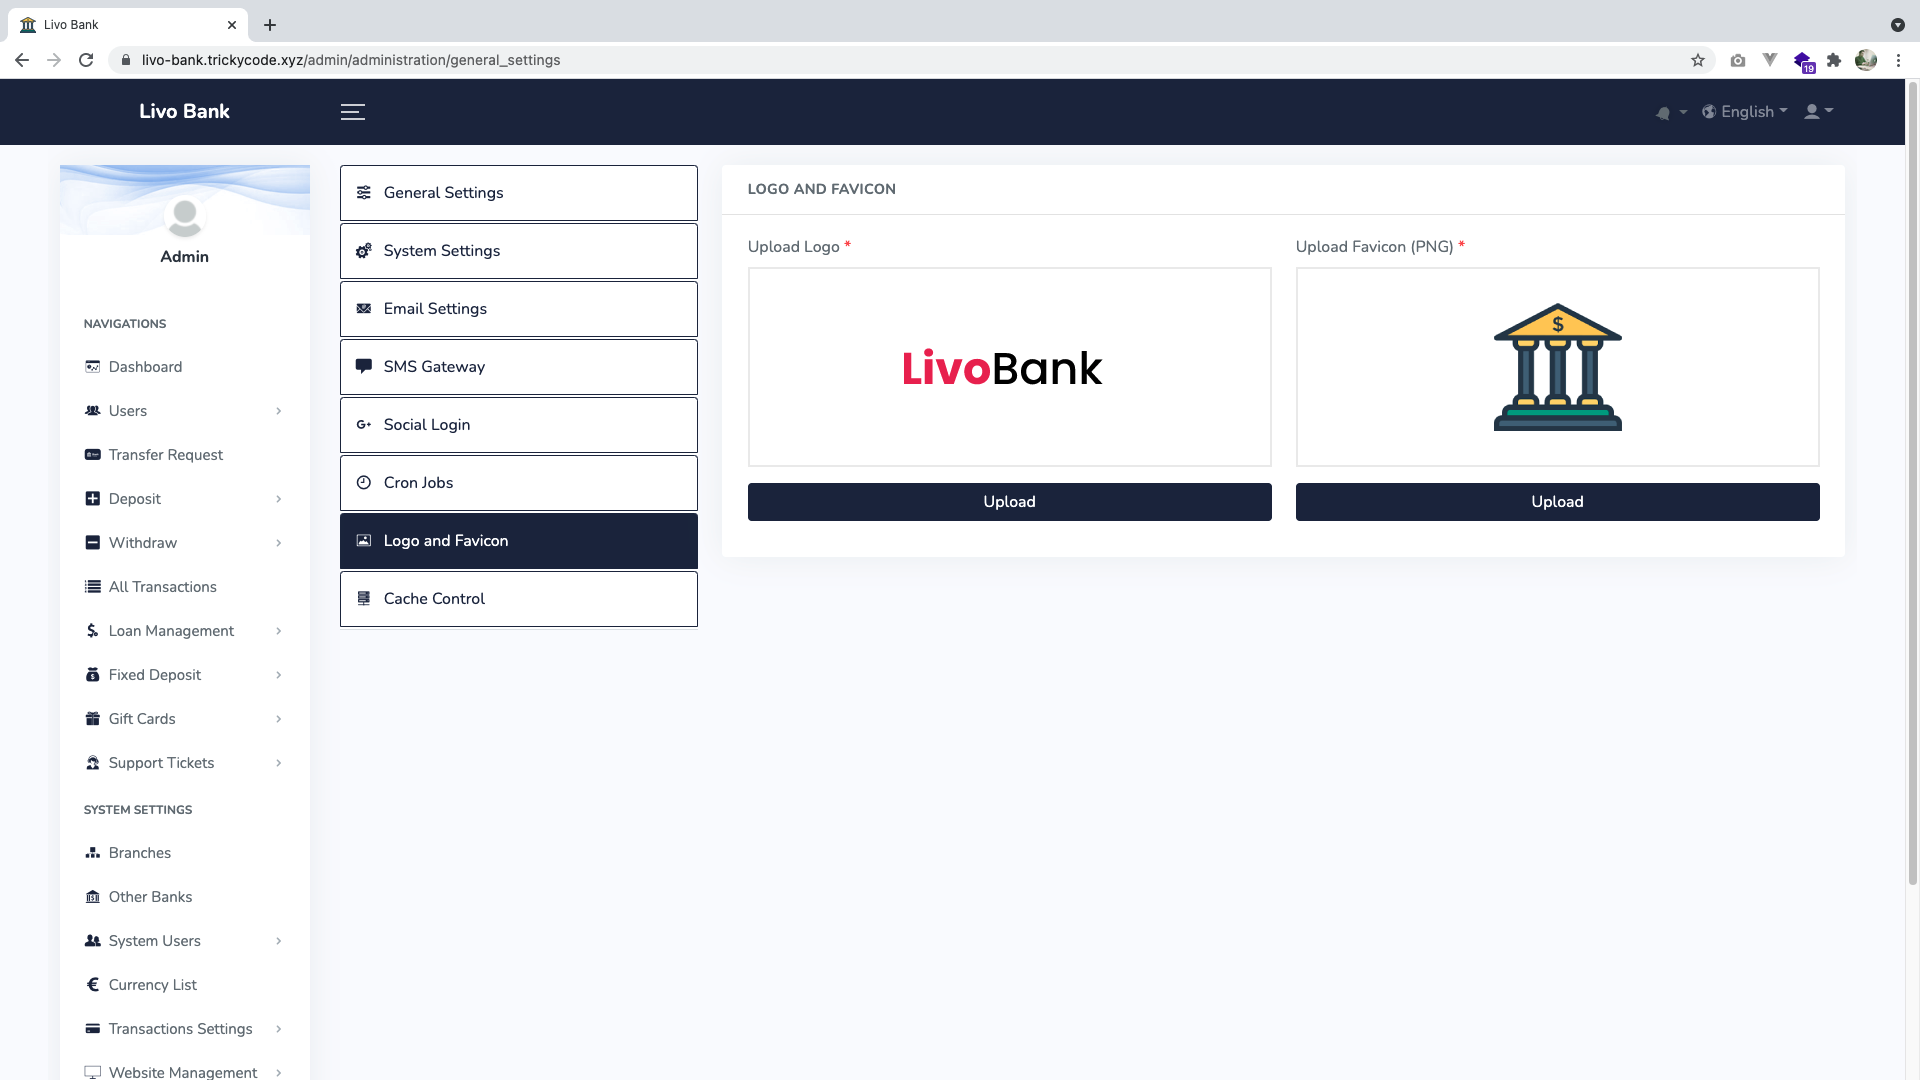 Livo Bank
livo-bank.trickycode.xyz/admin/administration/general_settings
19
Livo Bank
English
Admin
NAVIGATIONS
Dashboard
Users
Transfer Request
Deposit
Withdraw
All Transactions
Loan Management
Fixed Deposit
Gift Cards
Support Tickets
SYSTEM SETTINGS
Branches
Other Banks
System Users
Currency List
Transactions Settings
Website Management
General Settings
System Settings
Email Settings
SMS Gateway
Social Login
Cron Jobs
Logo and Favicon
Cache Control
LOGO AND FAVICON
Upload Logo *
LivoBank
Upload
Upload Favicon (PNG) *
$
Upload